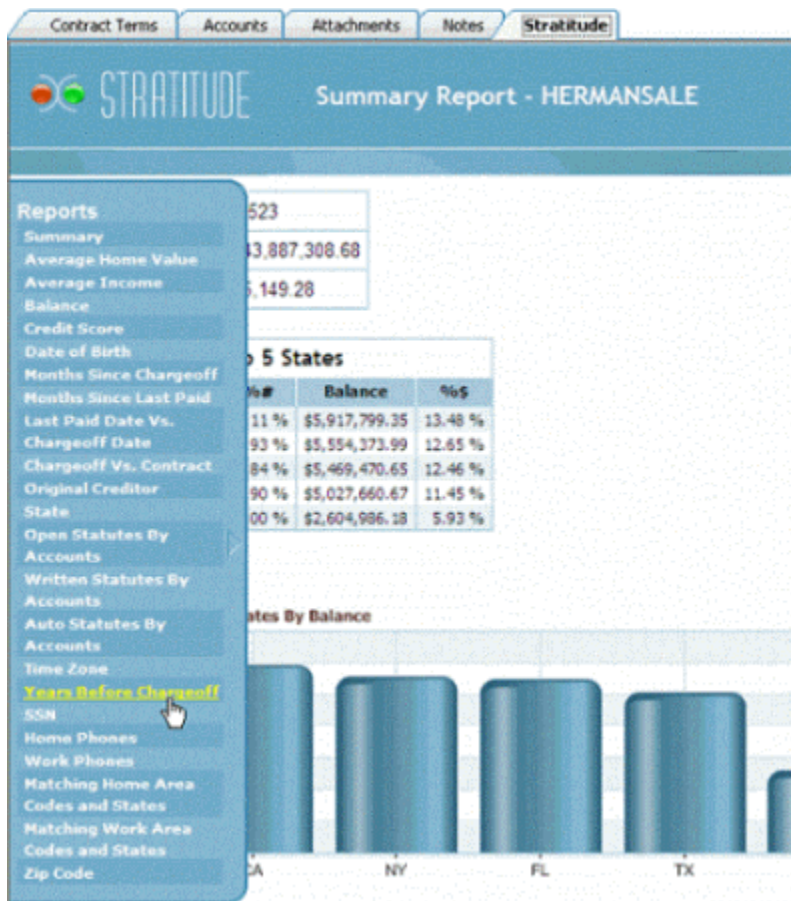 Contract Terms Accounts Attachments Notes Stratitude
STRATITUDE Summary Report - HERMANSALE
Reports
Summary
Average Home Value
Average Income
Balance
Credit Score
Date of Birth
Months Since Chargeoff
Months Since Last Paid
Last Paid Date Vs.
Chargeoff Date
Chargeoff Vs. Contract
Original Creditor
State
Open Statutes By
Accounts
Written Statutes By
Accounts
Auto Statutes By
Accounts
Time Zone
Years Before Chargeoff
SSN
Home Phones
Work Phones
Matching Home Area
Codes and States
Matching Work Area
Codes and States
Zip Code
523
3,887,308.68
,149.28
5 States
%# Balance %$
11 % $5,917,799.35 13.48 %
93 % $5,554,373.99 12.65 %
84 % $5,469,470.65 12.46 %
90 % $5,027,660.67 11.45 %
00 % $2,604,986.18 5.93 %
ates By Balance
CA NY FL TX